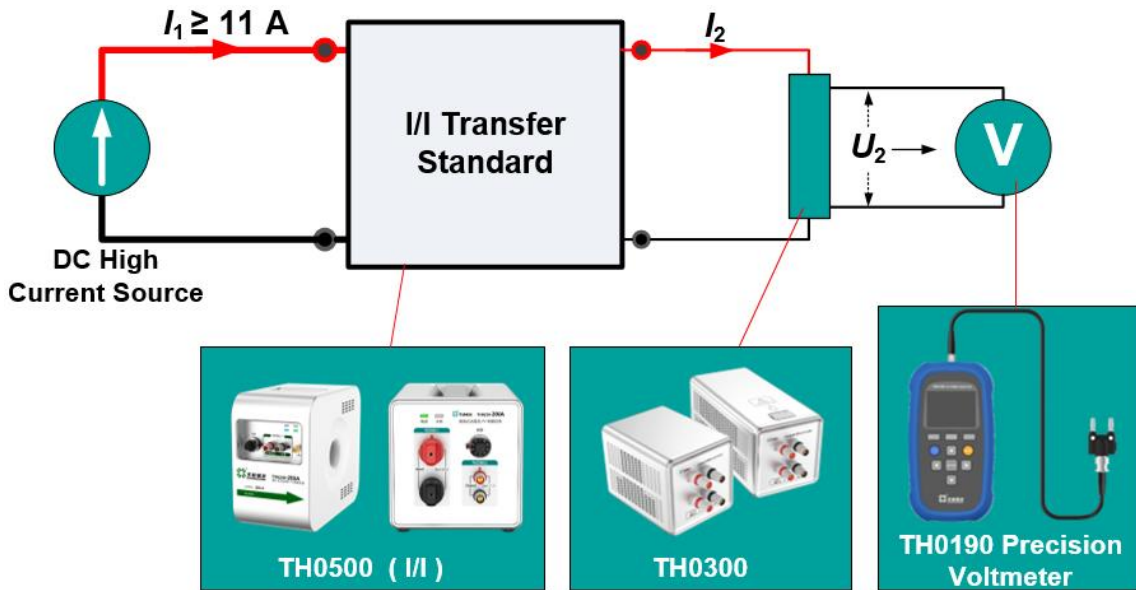 I₁ ≥ 11 A
I₂
I/I Transfer
Standard
U₂
V
DC High
Current Source
TH0500 ( I/I )
TH0300
TH0190 Precision
Voltmeter